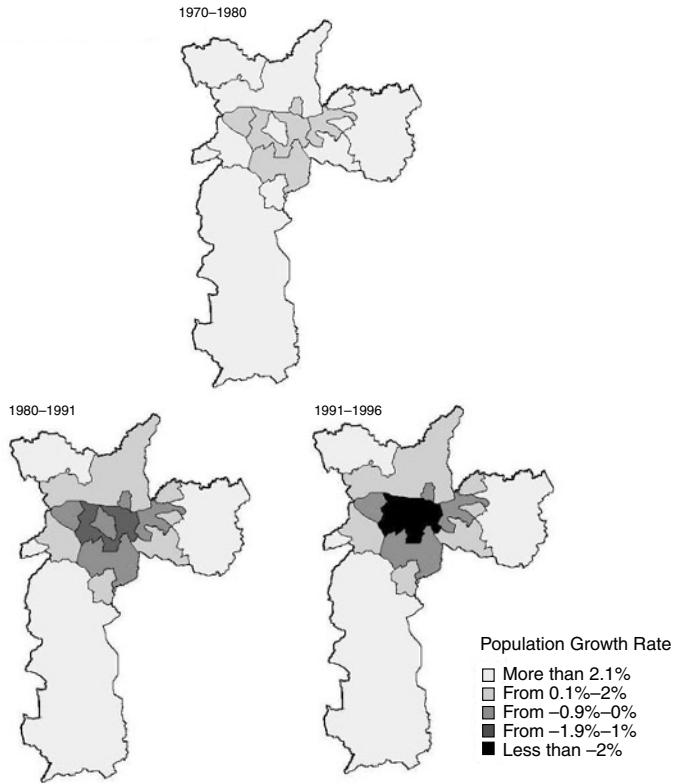 1970–1980
1980–1991
1991–1996
Population Growth Rate
More than 2.1%
From 0.1%–2%
From –0.9%–0%
From –1.9%–1%
Less than –2%